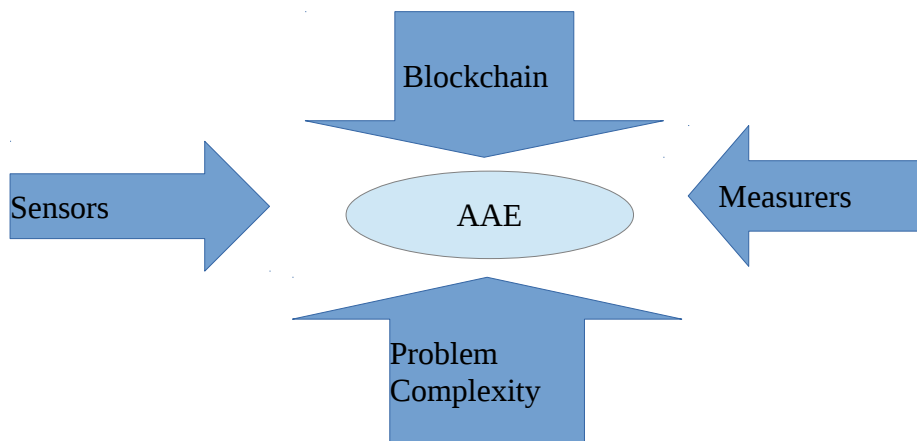 Blockchain
Sensors
AAE
Measurers
Problem
Complexity